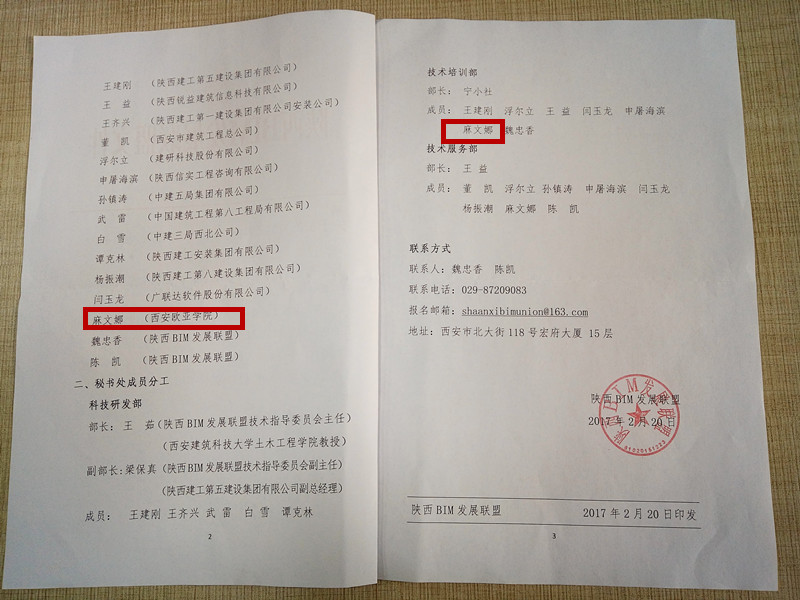 王建刚 (陕西建工第五建设集团有限公司)
王 益 (陕西锐益建筑信息科技有限公司)
王齐兴 (陕西建工第一建设集团有限公司安装公司)
董 凯 (西安市建筑工程总公司)
浮尔立 (建研科技股份有限公司)
申屠海滨 (陕西信实工程咨询有限公司)
孙镇涛 (中建五局集团有限公司)
武 雷 (中国建筑工程第八工程局有限公司)
白 雪 (中建三局西北公司)
谭克林 (陕西建工安装集团有限公司)
杨振潮 (陕西建工第八建设集团有限公司)
闫玉龙 (广联达软件股份有限公司)
麻文娜 (西安欧亚学院)
魏忠香 (陕西BIM发展联盟)
陈 凯 (陕西BIM发展联盟)
二、秘书处成员分工
科技研发部
部长: 王 茹(陕西BIM发展联盟技术指导委员会主任)
(西安建筑科技大学土木工程学院教授)
副部长:梁保真(陕西BIM发展联盟技术指导委员会副主任)
(陕西建工第五建设集团有限公司副总经理)
成员: 王建刚 王齐兴 武 雷 白 雪 谭克林
2
技术培训部
部长: 宁小社
成员: 王建刚 浮尔立 王 益 闫玉龙 申屠海滨
麻文娜 魏忠香
技术服务部
部长: 王 益
成员: 董 凯 浮尔立 孙镇涛 申屠海滨 闫玉龙
杨振潮 麻文娜 陈 凯
联系方式
联系人: 魏忠香 陈凯
联系电话:029-87209083
报名邮箱: shaanxibimunion@163.com
地址: 西安市北大街118号宏府大厦 15层
陕西BIM发展联盟
2017年2月20日
陕西BIM发展联盟
陕西BIM发展联盟 2017年2月20日印发
3